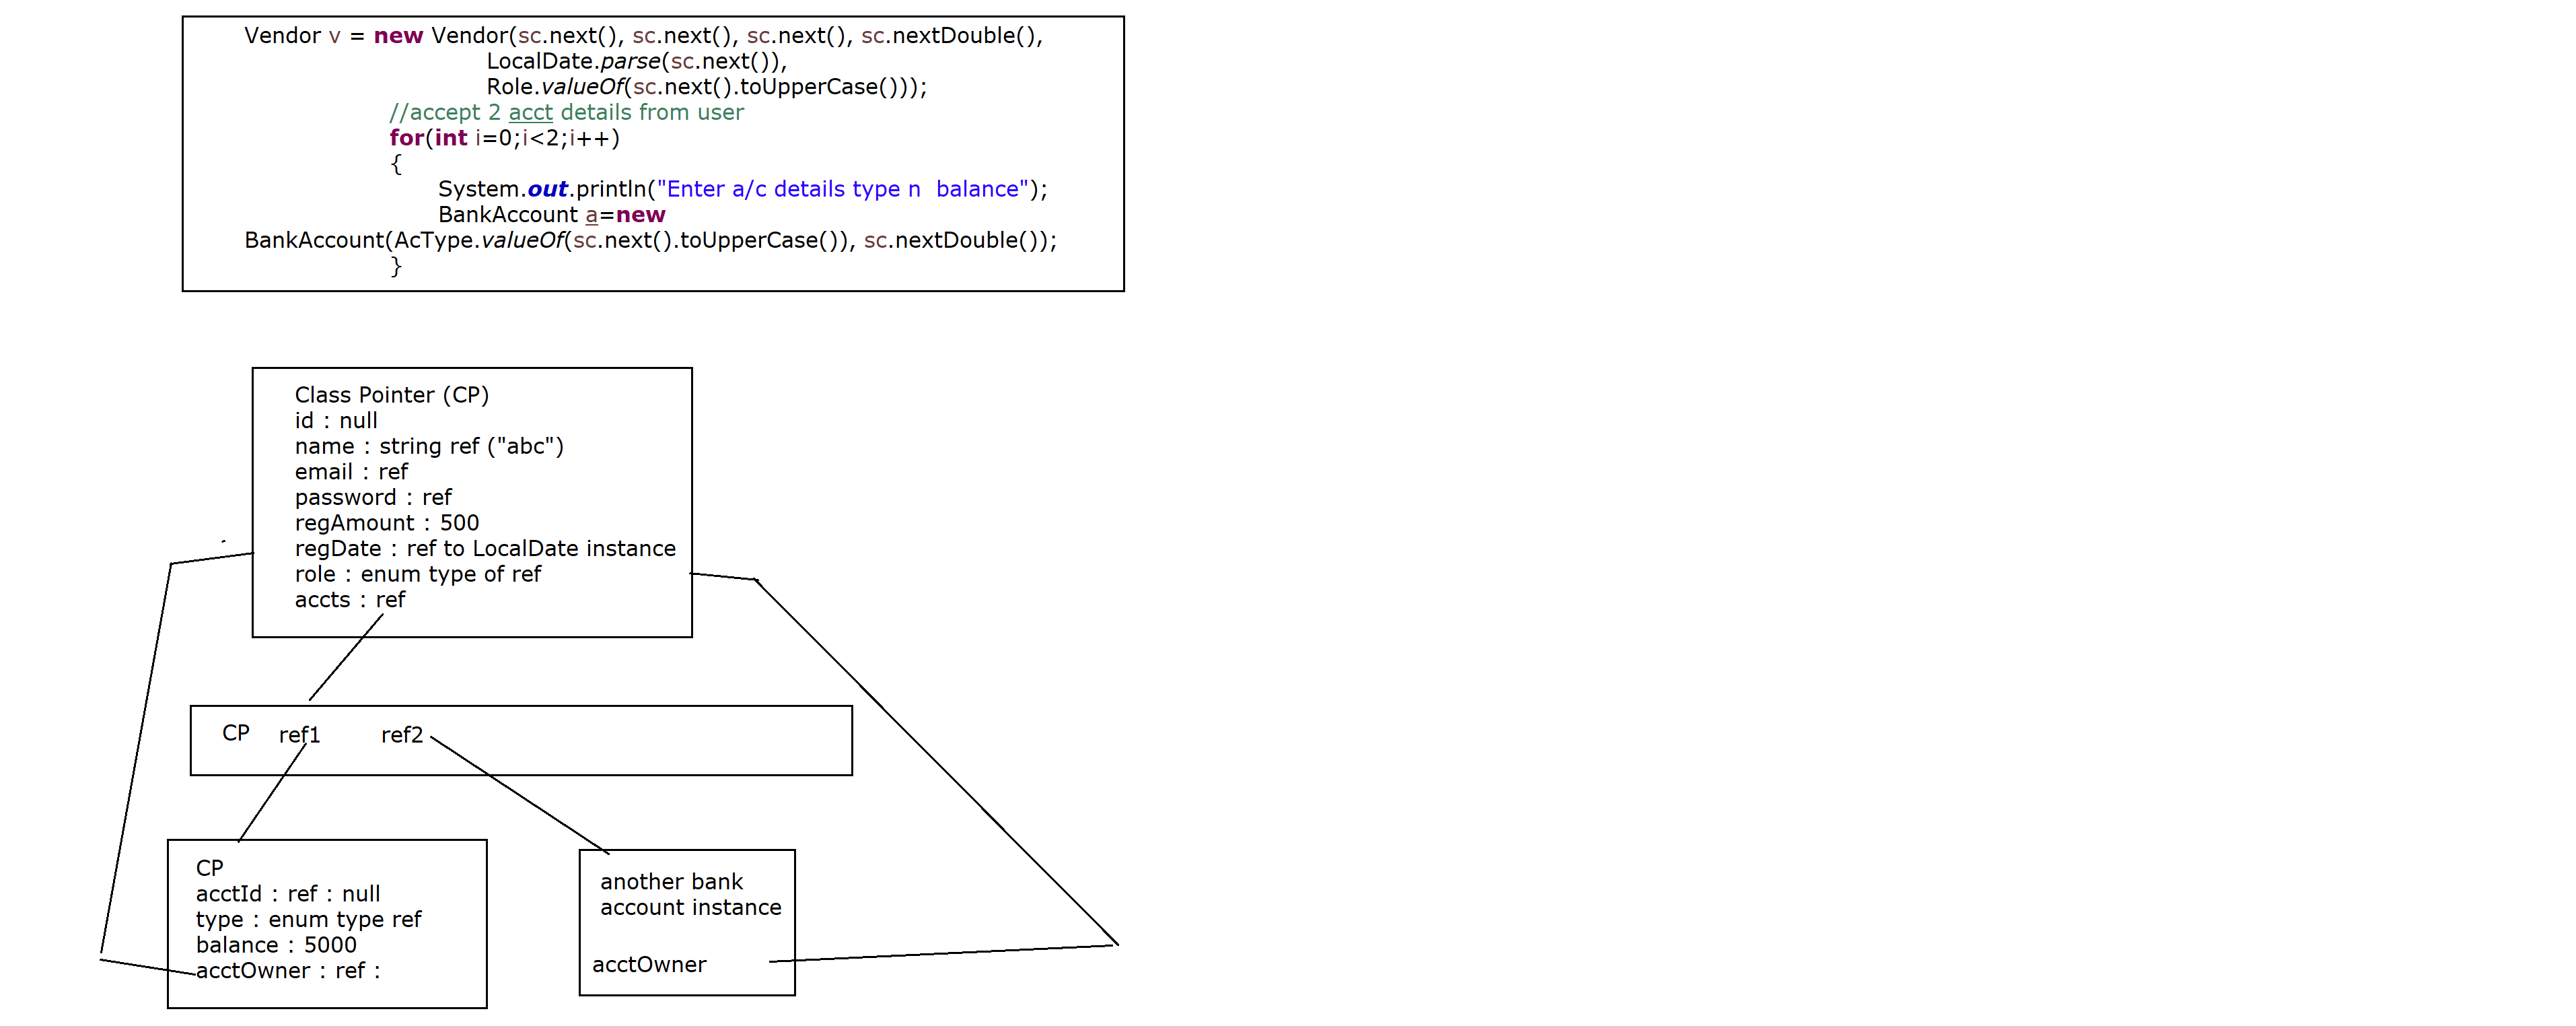 Vendor v = new Vendor(sc.next(), sc.next(), sc.next(), sc.nextDouble(),
LocalDate.parse(sc.next()),
Role.valueOf(sc.next().toUpperCase()));
//accept 2 acct details from user
for(int i=0;i<2;i++)
{
System.out.println("Enter a/c details type n  balance");
BankAccount a=new
BankAccount(AcType.valueOf(sc.next().toUpperCase()), sc.nextDouble());
}
Class Pointer (CP)
id : null
name : string ref ("abc")
email : ref
password : ref
regAmount : 500
regDate : ref to LocalDate instance
role : enum type of ref
accts : ref
CP ref1 ref2
CP
acctId : ref : null
type : enum type ref
balance : 5000
acctOwner : ref :
another bank
account instance
acctOwner